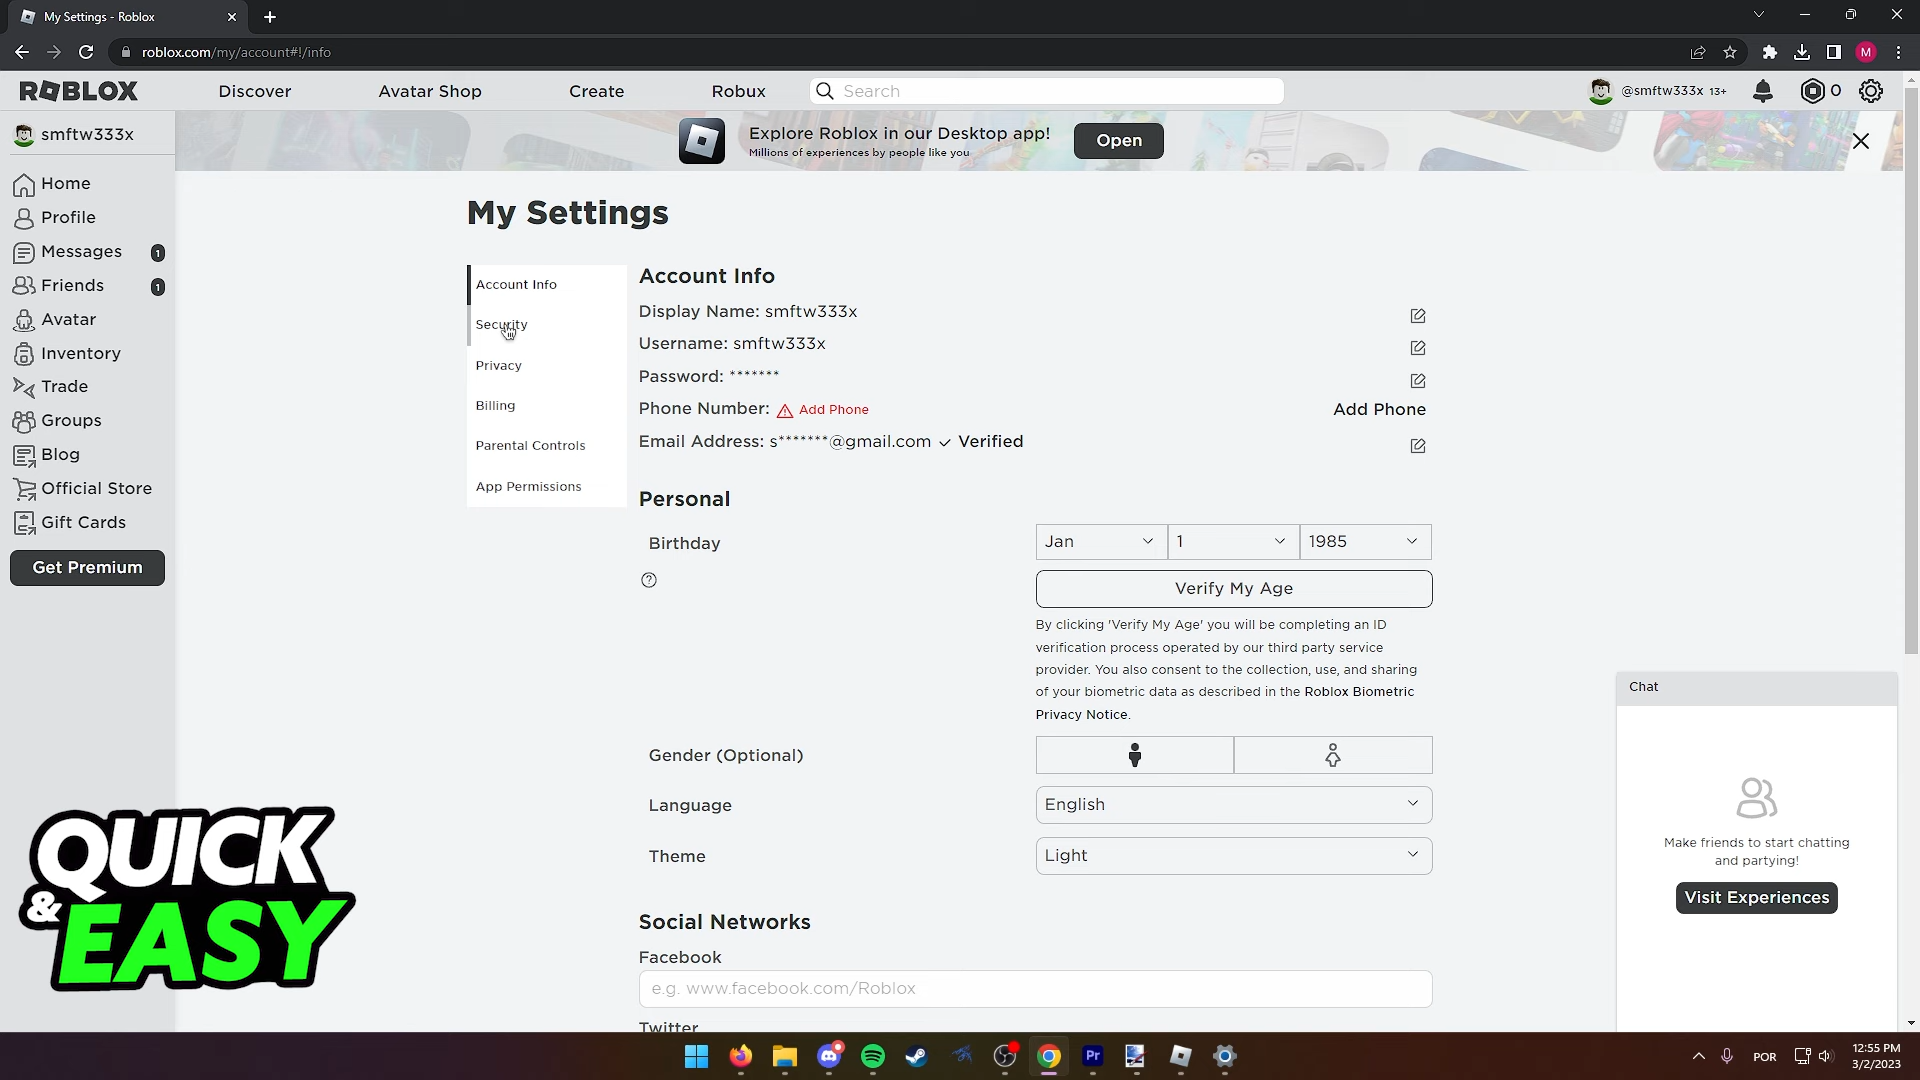 My Settings - Roblox
roblox.com/my/account#!/info
M
ROBLOX
Discover
Avatar Shop
Create
Robux
Search
@smftw333x 13+
0
smftw333x
Explore Roblox in our Desktop app!
Millions of experiences by people like you
Open
Home
Profile
Messages 1
Friends 1
Avatar
Inventory
Trade
Groups
Blog
Official Store
Gift Cards
Get Premium
My Settings
Account Info
Security
Privacy
Billing
Parental Controls
App Permissions
Account Info
Display Name: smftw333x
Username: smftw333x
Password: *******
Phone Number: Add Phone
Add Phone
Email Address: s*******@gmail.com ✓ Verified
Personal
Birthday
Jan
1
1985
Verify My Age
By clicking 'Verify My Age' you will be completing an ID
verification process operated by our third party service
provider. You also consent to the collection, use, and sharing
of your biometric data as described in the Roblox Biometric
Privacy Notice.
Gender (Optional)
Language
English
Theme
Light
Social Networks
Facebook
e.g. www.facebook.com/Roblox
Twitter
Chat
Make friends to start chatting
and partying!
Visit Experiences
QUICK
& EASY
Pr
POR
12:55 PM
3/2/2023